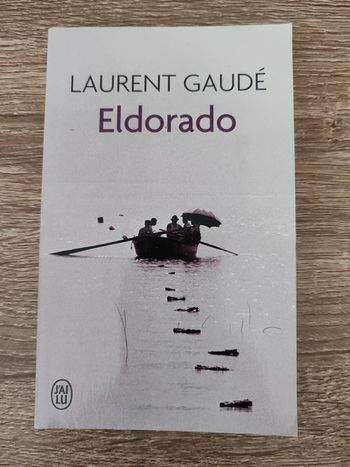 LAURENT GAUDÉ
Eldorado
J'AI
LU